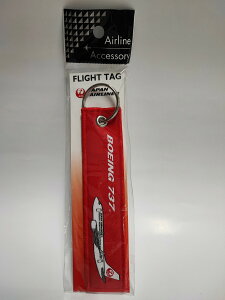 Airline
Accessory
FLIGHT TAG
JAPAN
AIRLINES
BOEING 737